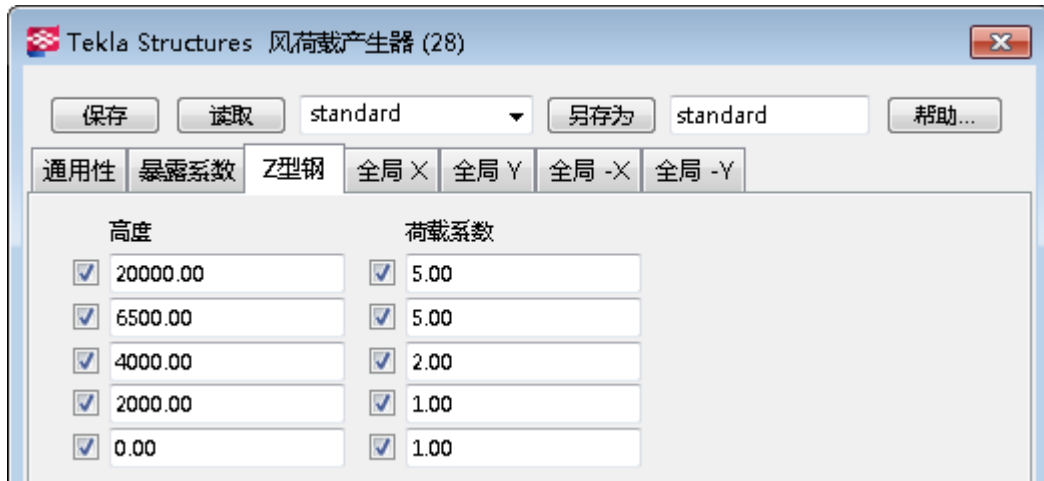 Tekla Structures 风荷载产生器 (28)
保存 读取 standard 另存为 standard 帮助...
通用性 暴露系数 Z型钢 全局 X 全局 Y 全局 -X 全局 -Y
高度 荷载系数
20000.00 5.00
6500.00 5.00
4000.00 2.00
2000.00 1.00
0.00 1.00